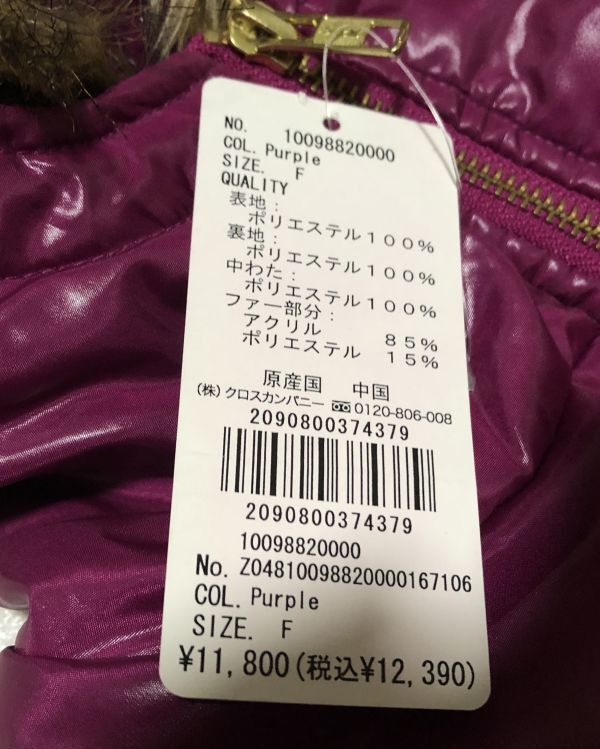 NO. 10098820000
COL. Purple
SIZE. F
QUALITY
表地：
ポリエステル１００％
裏地：
ポリエステル１００％
中わた：
ポリエステル１００％
ファー部分：
アクリル ８５％
ポリエステル １５％
原産国 中国
（株）クロスカンパニー 0120-806-008
2090800374379
2090800374379
10098820000
No. Z04810098820000167106
COL. Purple
SIZE. F
¥11,800(税込¥12,390)